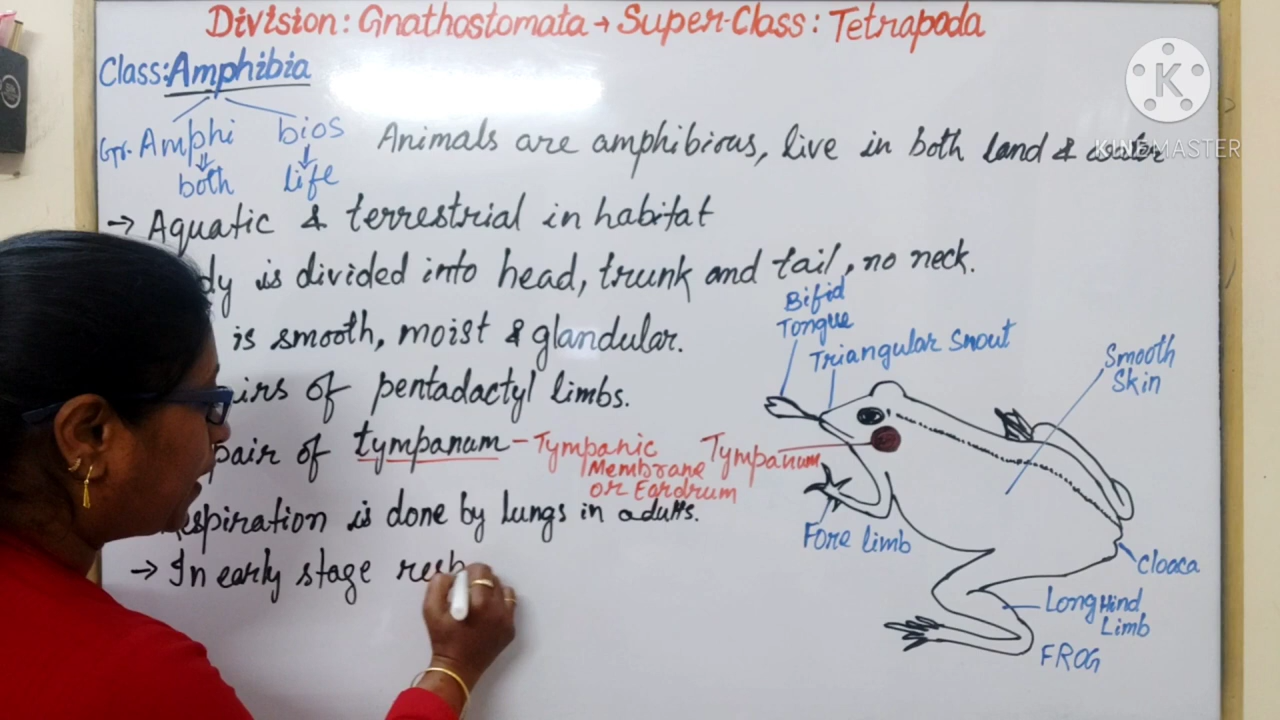 Division: Gnathostomata → Super-Class: Tetrapoda
Class: Amphibia
Gr. Amphi bios
both life
Animals are amphibious, live in both land & water
→ Aquatic & terrestrial in habitat
dy is divided into head, trunk and tail, no neck.
is smooth, moist & glandular.
irs of pentadactyl limbs.
pair of tympanum - Tympanic
Membrane
or Eardrum
espiration is done by lungs in adults.
→ In early stage resp
Bifid
Tongue
Triangular Snout
Smooth
Skin
Tympanum
Fore limb
Cloaca
Long Hind
Limb
FROG
K
KINEMASTER